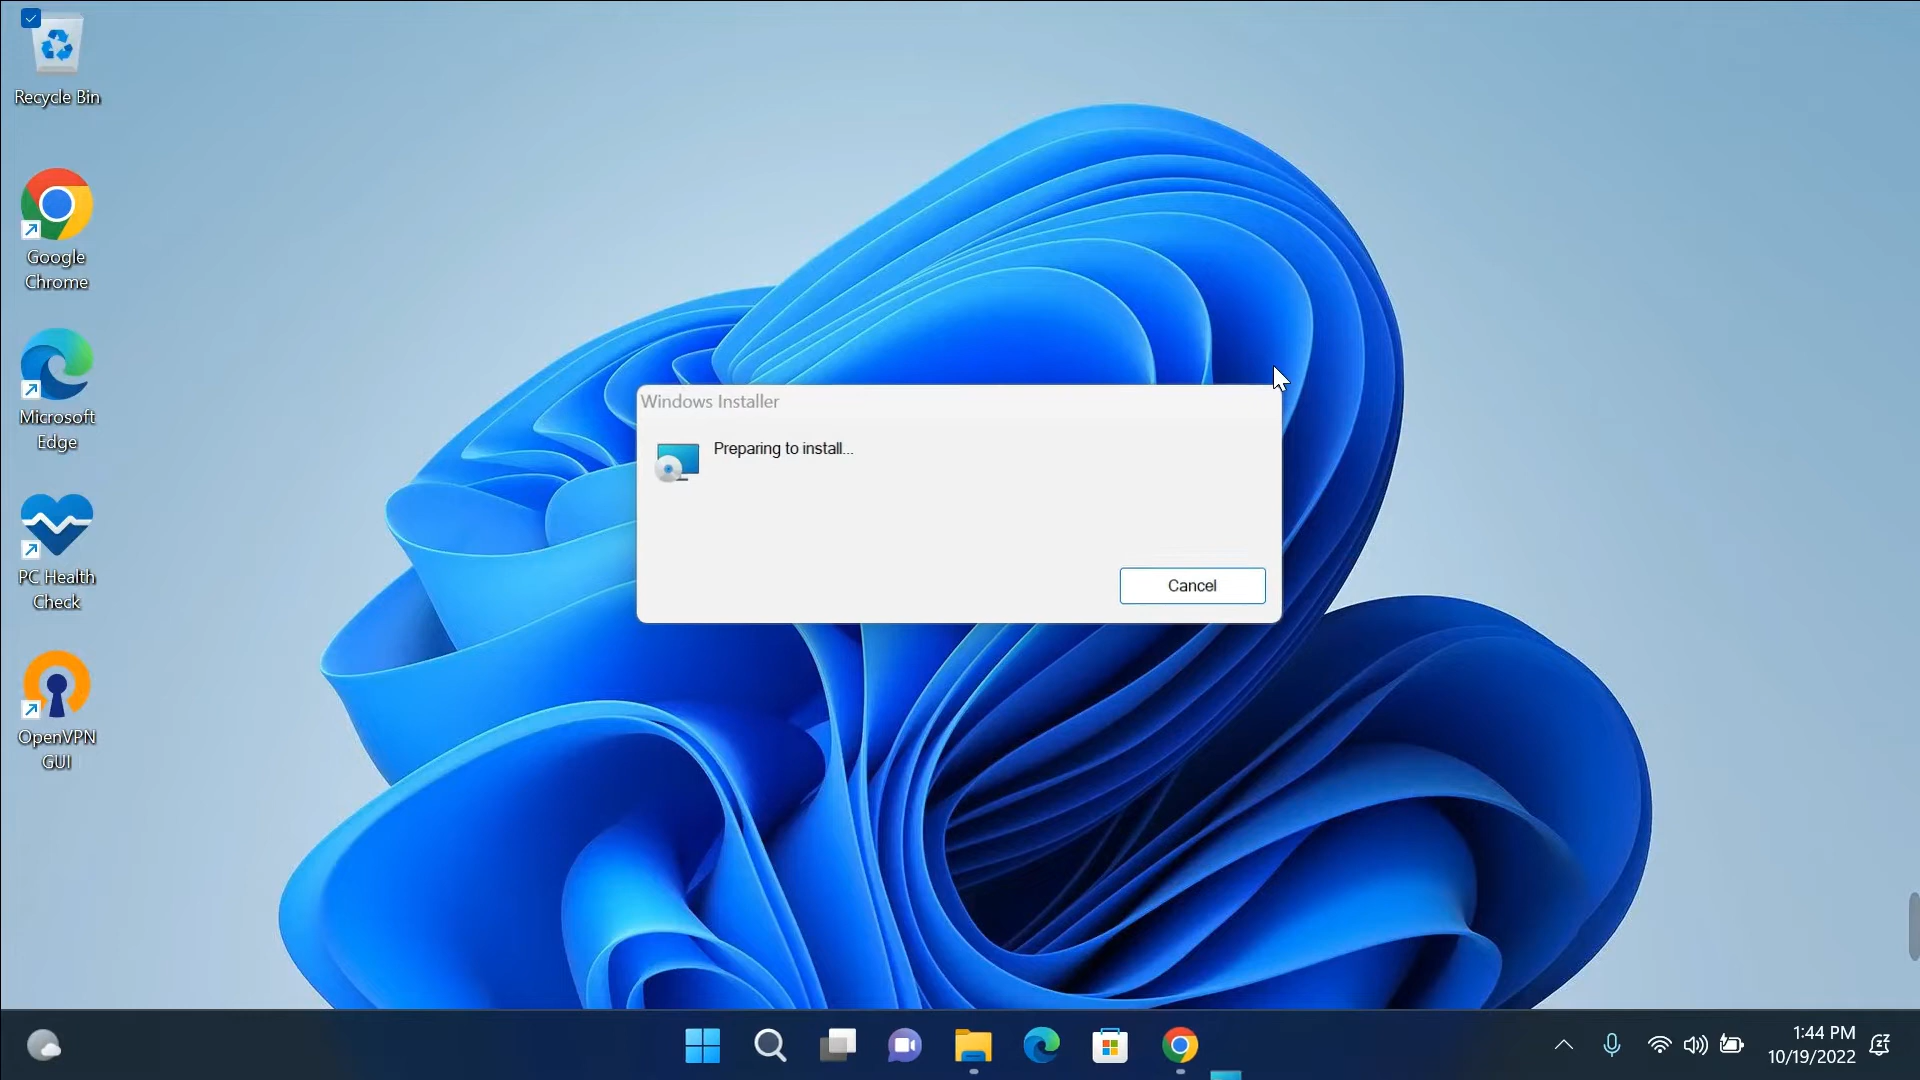 Recycle Bin
Google
Chrome
Microsoft
Edge
PC Health
Check
OpenVPN
GUI
Windows Installer
Preparing to install...
Cancel
1:44 PM
10/19/2022